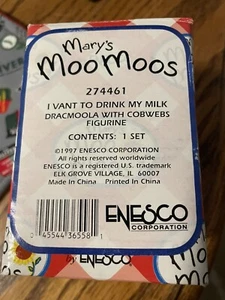 Mary's
MOO MOOS
274461
I VANT TO DRINK MY MILK
DRACMOOLA WITH COBWEBS
FIGURINE
CONTENTS: 1 SET
©1997 ENESCO CORPORATION
All rights reserved worldwide
ENESCO is a registered U.S. trademark
ELK GROVE VILLAGE, IL 60007
Made In China Printed In China
0 45544 36558 1
ENESCO
CORPORATION
by ENESCO